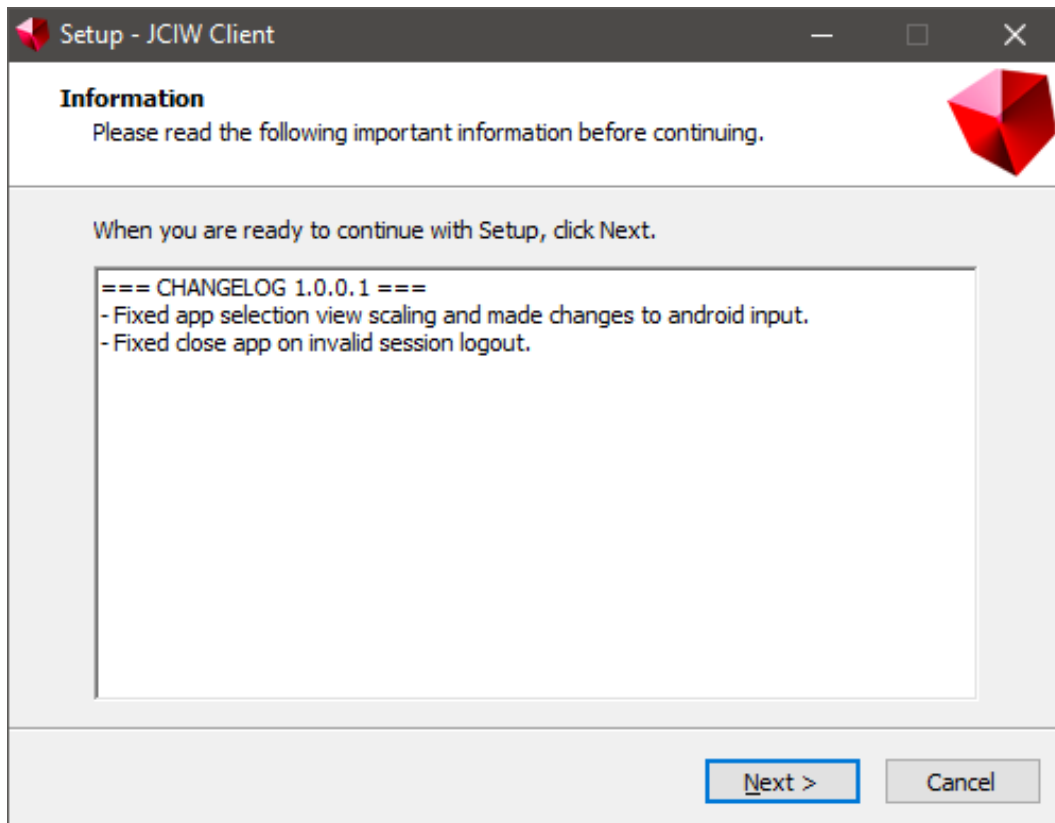 Setup - JCIW Client
Information
Please read the following important information before continuing.
When you are ready to continue with Setup, click Next.
=== CHANGELOG 1.0.0.1 ===
- Fixed app selection view scaling and made changes to android input.
- Fixed close app on invalid session logout.
Next >
Cancel